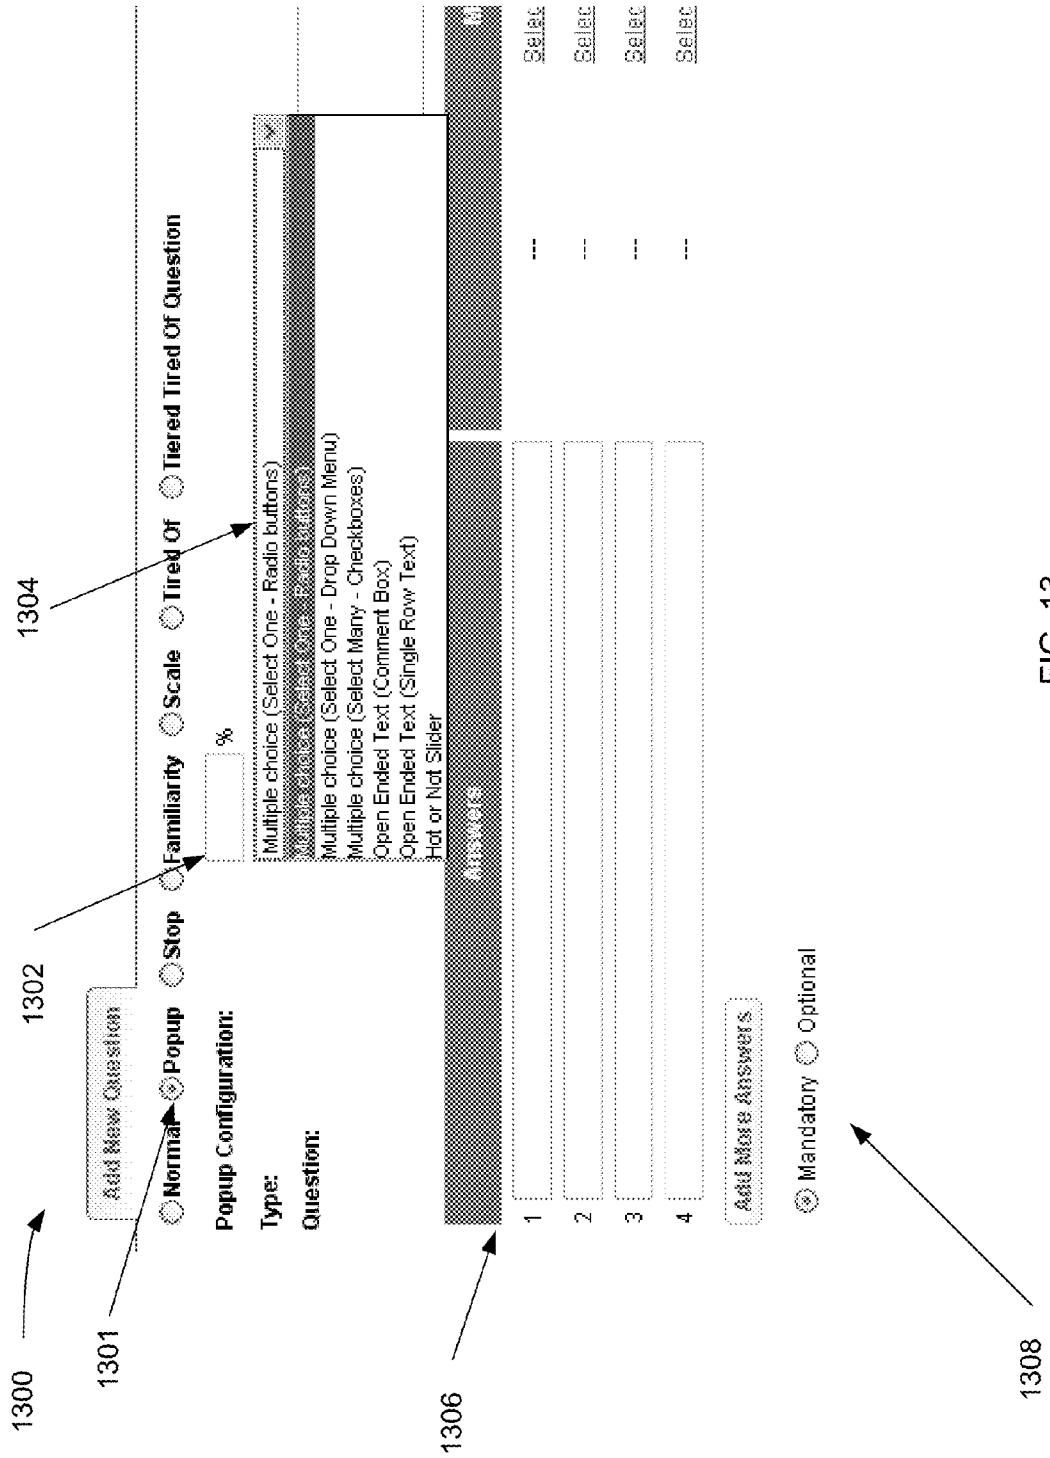 1300
1301
1302
1304
Add New Question
Normal Popup Stop Familiarity Scale Tired Of Tiered Tired Of Question
Popup Configuration: %
Type: Multiple choice (Select One - Radio buttons)
Multiple choice (Select One - Radio buttons)
Multiple choice (Select One - Drop Down Menu)
Multiple choice (Select Many - Checkboxes)
Open Ended Text (Comment Box)
Open Ended Text (Single Row Text)
Hot or Not Slider
Question:
1306
Answers M
1 --- Selec
2 --- Selec
3 --- Selec
4 --- Selec
Add More Answers
Mandatory Optional
1308
FIG. 13